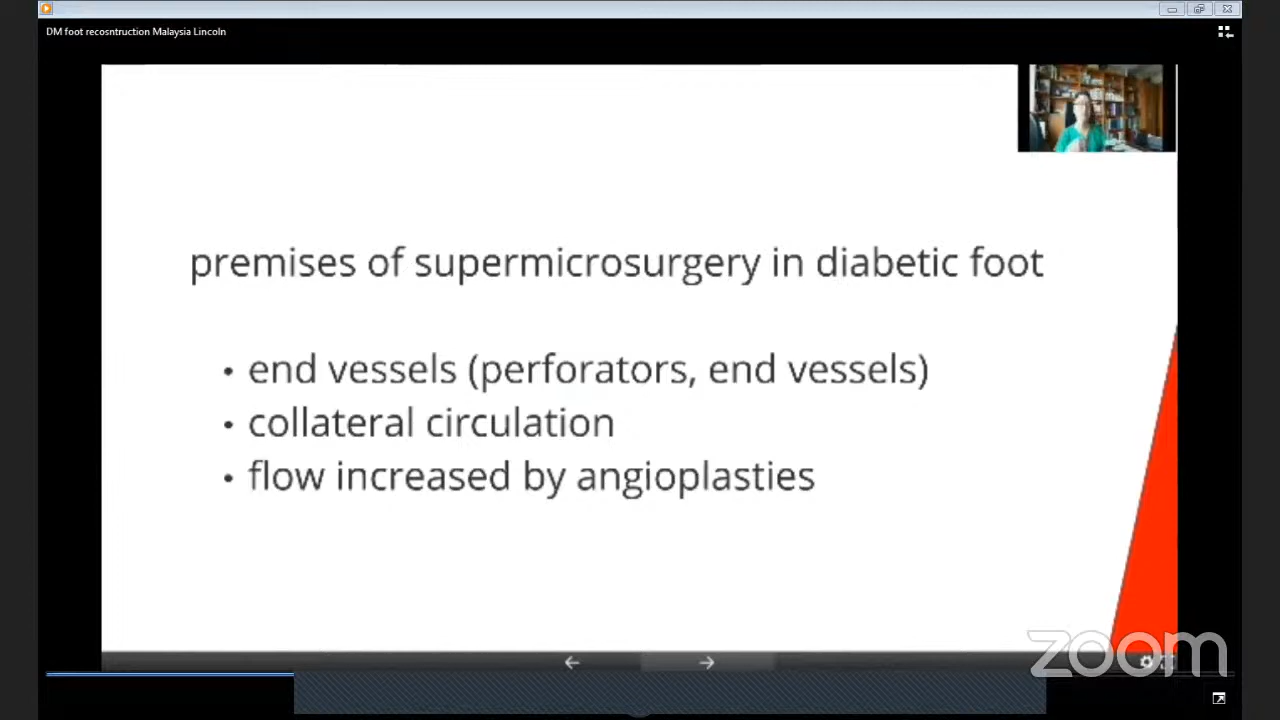 DM foot recosntruction Malaysia Lincoln
premises of supermicrosurgery in diabetic foot
• end vessels (perforators, end vessels)
• collateral circulation
• flow increased by angioplasties
zoom